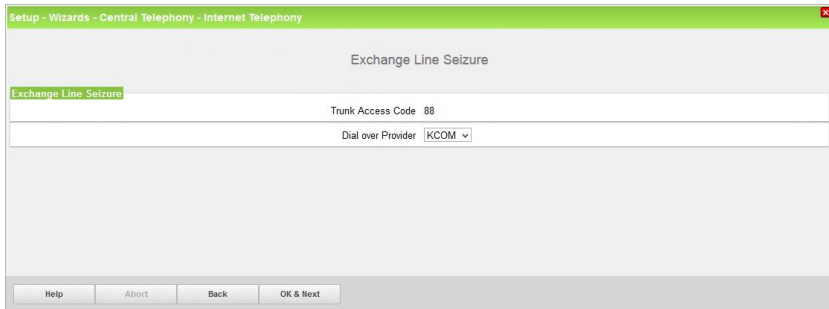 Setup - Wizards - Central Telephony - Internet Telephony
Exchange Line Seizure
Exchange Line Seizure
Trunk Access Code 88
Dial over Provider KCOM
Help Abort Back OK & Next